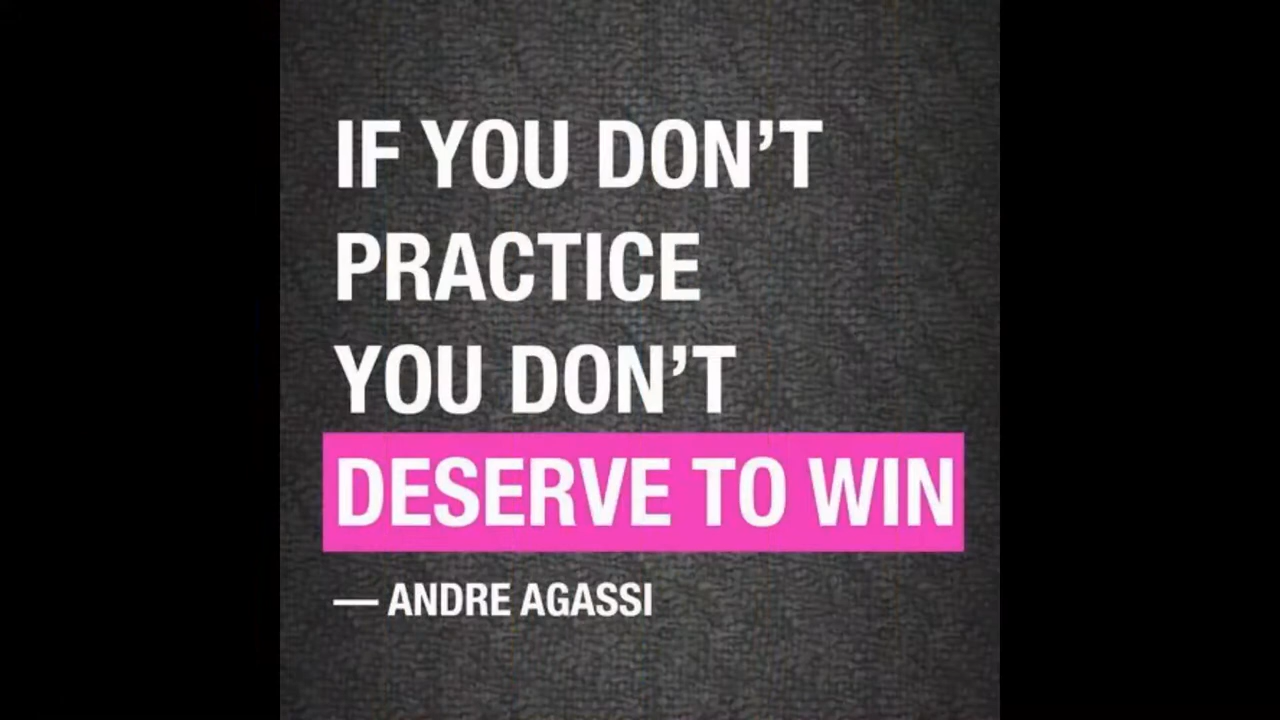 IF YOU DON’T
PRACTICE
YOU DON’T
DESERVE TO WIN
— ANDRE AGASSI